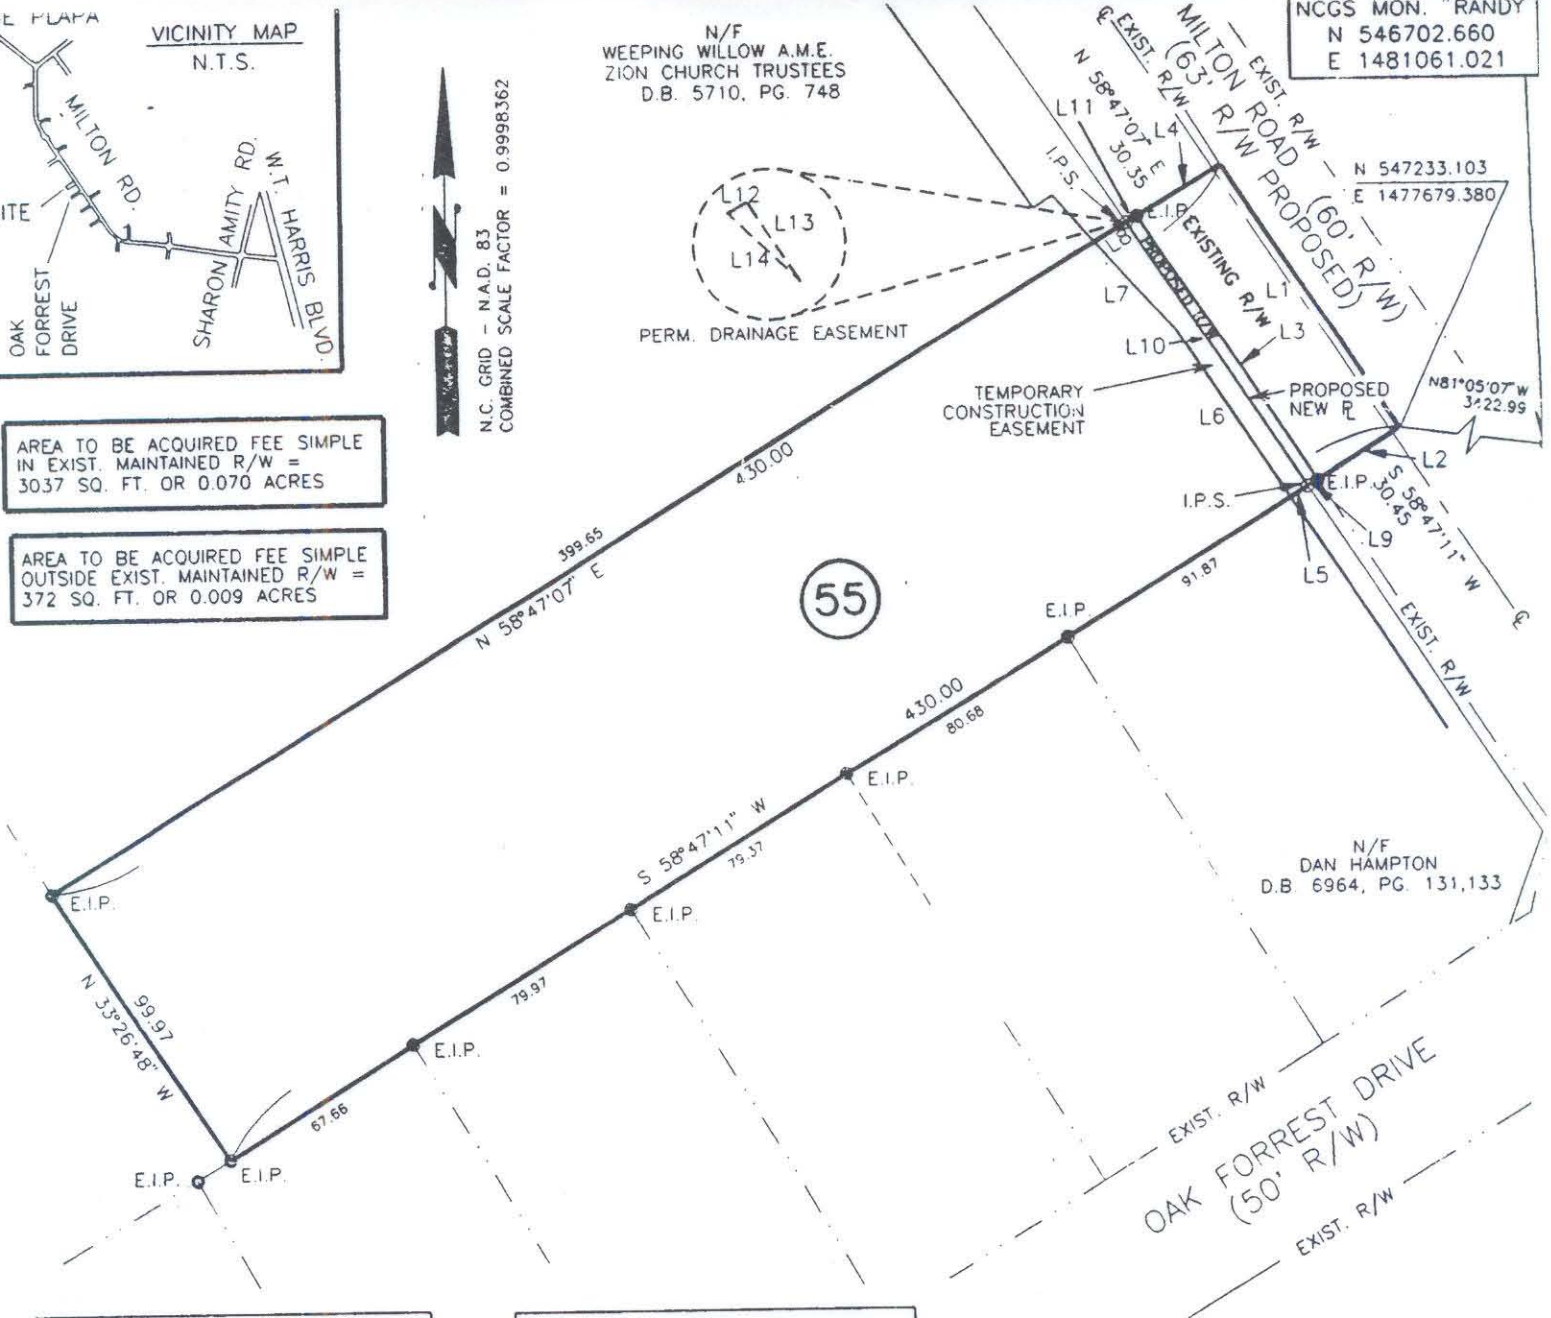 VICINITY MAP
N.T.S.
MILTON RD.
SHARON AMITY RD.
W.T. HARRIS BLVD.
OAK
FORREST
DRIVE
N.C. GRID - N.A.D. 83
COMBINED SCALE FACTOR = 0.9998362
N/F
WEEPING WILLOW A.M.E.
ZION CHURCH TRUSTEES
D.B. 5710, PG. 748
NCGS MON. "RANDY
N 546702.660
E 1481061.021
MILTON ROAD (60' R/W)
(63' R/W PROPOSED)
EXIST. R/W
EXIST. R/W
N 58°47'07" E
30.35
L11
L4
I.P.S.
E.I.P.
N 547233.103
E 1477679.380
L12
L13
L14
PERM. DRAINAGE EASEMENT
L8
PROPOSED R/W
EXISTING R/W
L7
L1
L10
L3
TEMPORARY
CONSTRUCTION
EASEMENT
PROPOSED
NEW PL
L6
N81°05'07"W
L2
S 58°47'11" W
30.45
I.P.S.
E.I.P.
L9
L5
AREA TO BE ACQUIRED FEE SIMPLE
IN EXIST. MAINTAINED R/W =
3037 SQ. FT. OR 0.070 ACRES
AREA TO BE ACQUIRED FEE SIMPLE
OUTSIDE EXIST. MAINTAINED R/W =
372 SQ. FT. OR 0.009 ACRES
430.00
399.65
N 58°47'07" E
55
91.87
E.I.P.
EXIST. R/W
430.00
80.68
E.I.P.
S 58°47'11" W
79.37
E.I.P.
N/F
DAN HAMPTON
D.B. 6964, PG. 131,133
E.I.P.
99.97
N 33°26'48" W
79.97
E.I.P.
67.66
E.I.P.
E.I.P.
EXIST. R/W
OAK FORREST DRIVE
(50' R/W)
EXIST. R/W